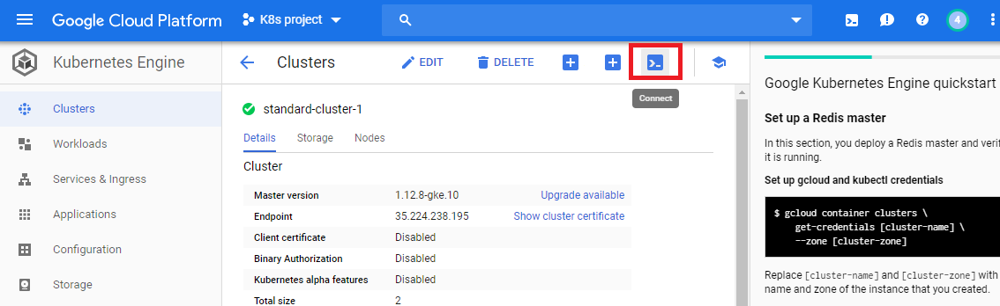 Google Cloud Platform
K8s project
4
Kubernetes Engine
Clusters
Workloads
Services & Ingress
Applications
Configuration
Storage
Clusters
EDIT
DELETE
Connect
standard-cluster-1
Details Storage Nodes
Cluster
Master version 1.12.8-gke.10 Upgrade available
Endpoint 35.224.238.195 Show cluster certificate
Client certificate Disabled
Binary Authorization Disabled
Kubernetes alpha features Disabled
Total size 2
Google Kubernetes Engine quickstart
Set up a Redis master
In this section, you deploy a Redis master and verif
it is running.
Set up gcloud and kubectl credentials
$ gcloud container clusters \
get-credentials [cluster-name] \
--zone [cluster-zone]
Replace [cluster-name] and [cluster-zone] with
name and zone of the instance that you created.